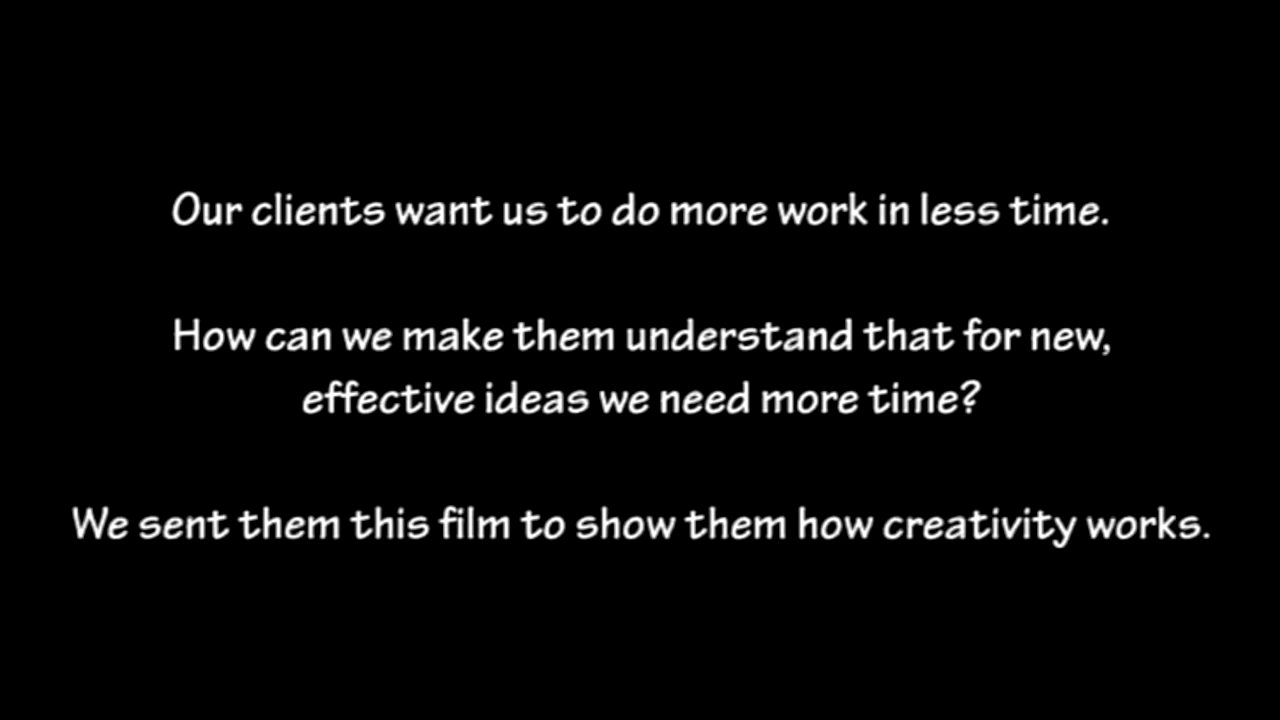 Our clients want us to do more work in less time.
How can we make them understand that for new,
effective ideas we need more time?
We sent them this film to show them how creativity works.